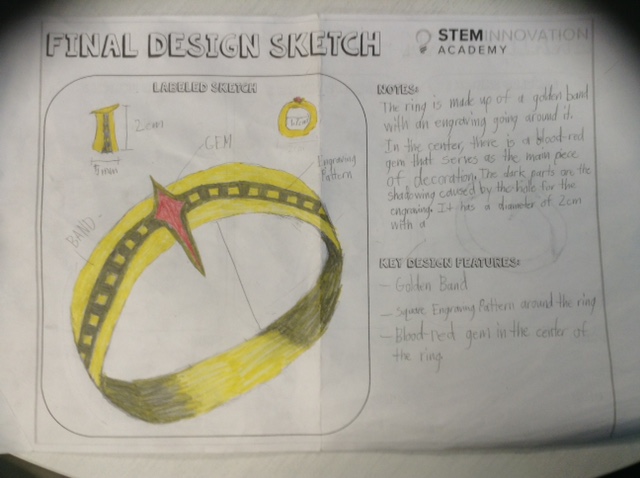 FINAL DESIGN SKETCH
STEMINNOVATION
ACADEMY
LABELED SKETCH
2cm
5mm
GEM
Engraving
Pattern
BAND
NOTES:
The ring is made up of a golden band
with an engraving going around it.
In the center, there is a blood-red
gem that serves as the main piece
of decoration. The dark parts are the
shadowing caused by the hole for the
engraving. It has a diameter of 2cm
with a
KEY DESIGN FEATURES:
- Golden Band
- Square Engraving Pattern around the ring
- Blood-red gem in the center of
the ring